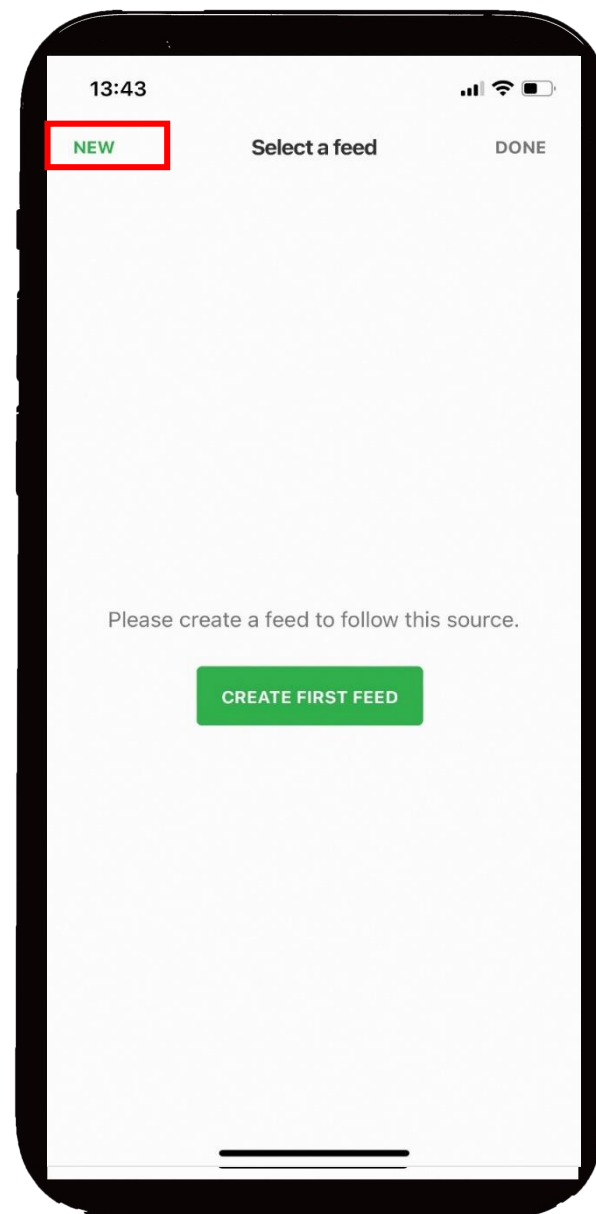 13:43
NEW Select a feed DONE
Please create a feed to follow this source.
CREATE FIRST FEED